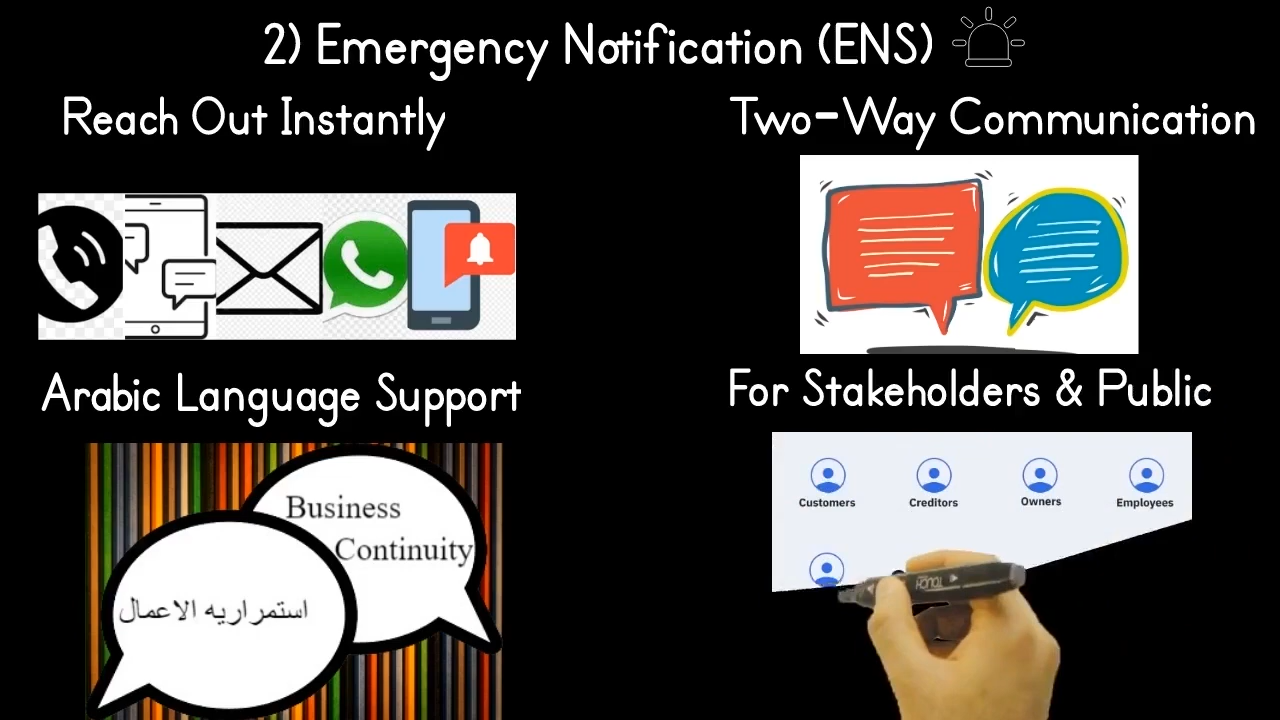 2) Emergency Notification (ENS)
Reach Out Instantly
Two-Way Communication
Arabic Language Support
For Stakeholders & Public
Business
Continuity
استمراريه الاعمال
Customers
Creditors
Owners
Employees
TOUCH